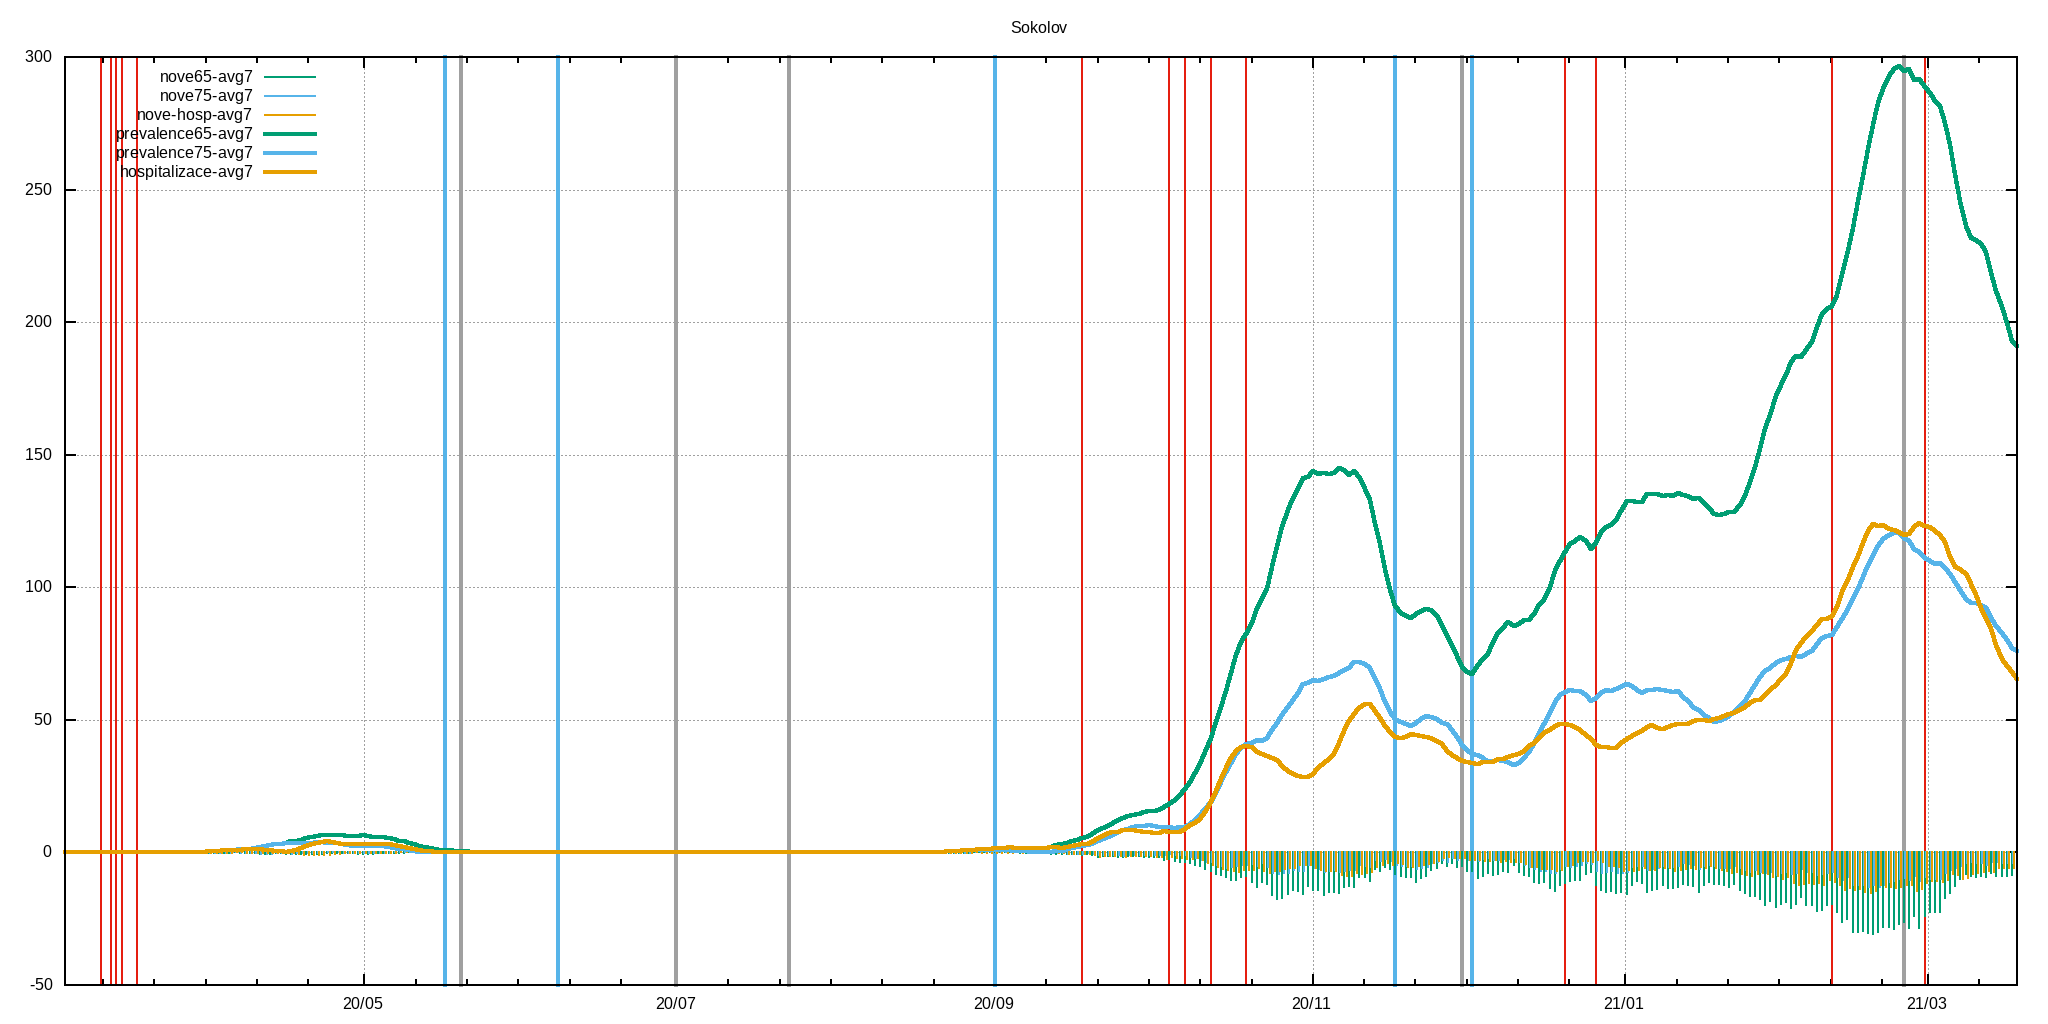 Sokolov
300
250
200
150
100
50
0
-50
nove65-avg7
nove75-avg7
nove-hosp-avg7
prevalence65-avg7
prevalence75-avg7
hospitalizace-avg7
20/05 20/07 20/09 20/11 21/01 21/03